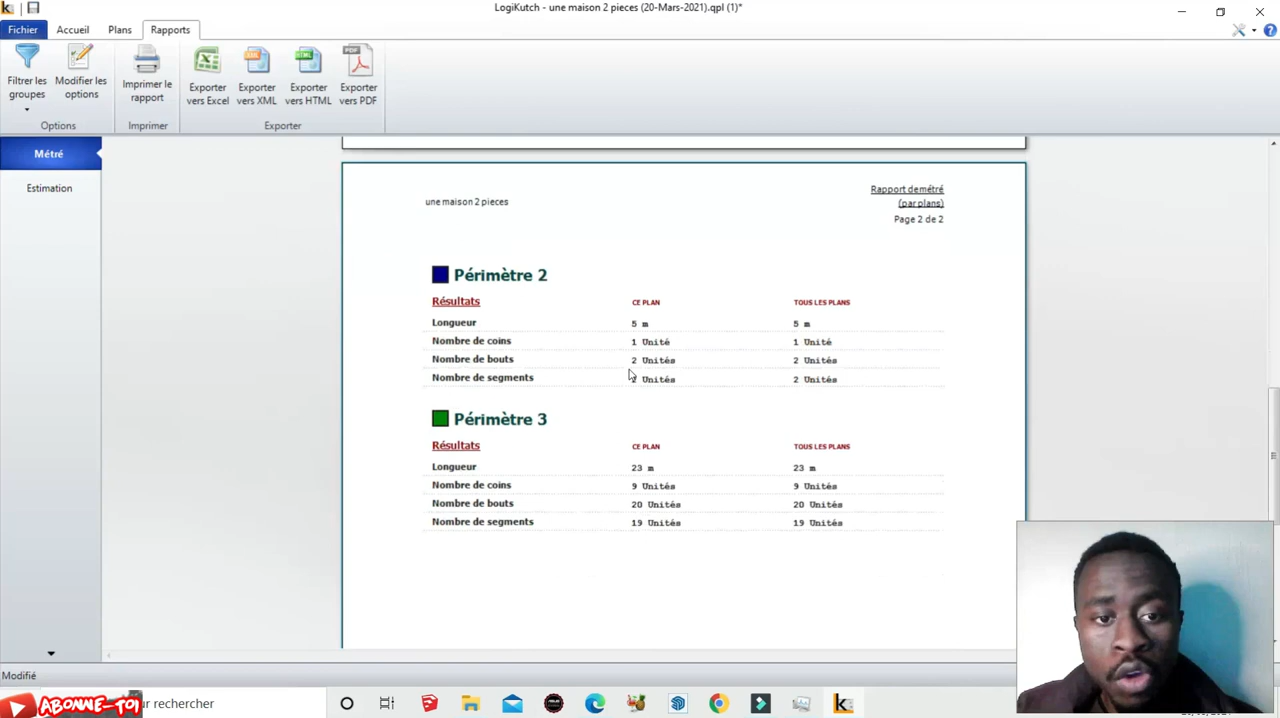 LogiKutch - une maison 2 pieces (20-Mars-2021).qpl (1)*
Fichier Accueil Plans Rapports
Filtrer les groupes
Modifier les options
Imprimer le rapport
Exporter vers Excel
Exporter vers XML
Exporter vers HTML
Exporter vers PDF
Options Imprimer Exporter
Métré
Estimation
une maison 2 pieces
Rapport demétré
(par plans)
Page 2 de 2
Périmètre 2
Résultats CE PLAN TOUS LES PLANS
Longueur 5 m 5 m
Nombre de coins 1 Unité 1 Unité
Nombre de bouts 2 Unités 2 Unités
Nombre de segments 2 Unités 2 Unités
Périmètre 3
Résultats CE PLAN TOUS LES PLANS
Longueur 23 m 23 m
Nombre de coins 9 Unités 9 Unités
Nombre de bouts 20 Unités 20 Unités
Nombre de segments 19 Unités 19 Unités
Modifié
ABONNE-TOI ur rechercher